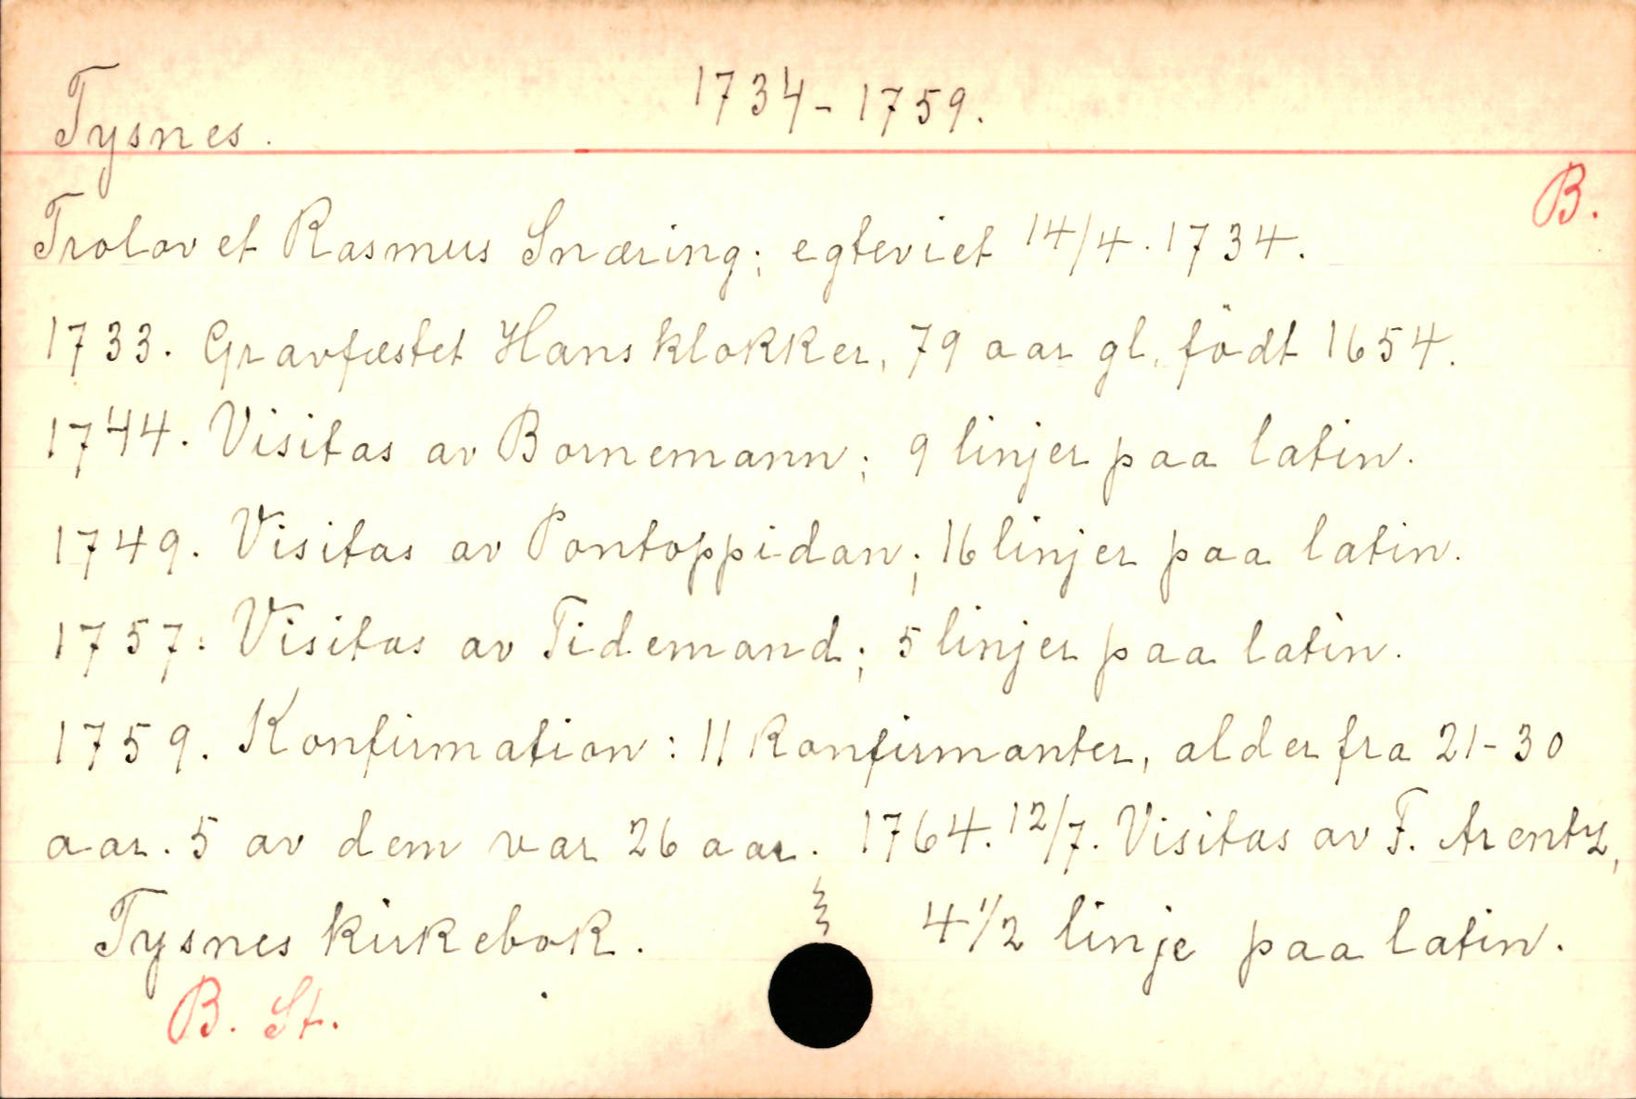 Tysnes. 1734-1759.
B.
Trolovet Rasmus Snæring; egteviet 14/4. 1734.
1733. Gravfæstet Hans klokker, 79 aar gl. født 1654.
1744. Visitas av Bornemann; 9 linjer paa latin.
1749. Visitas av Pontoppidan; 16 linjer paa latin.
1757. Visitas av Tidemand; 5 linjer paa latin.
1759. Konfirmation: 11 konfirmanter, alder fra 21-30
aar. 5 av dem var 26 aar. 1764. 12/7. Visitas av F. Arentz,
Tysnes kirkebok. 4 1/2 linje paa latin.
B. St.